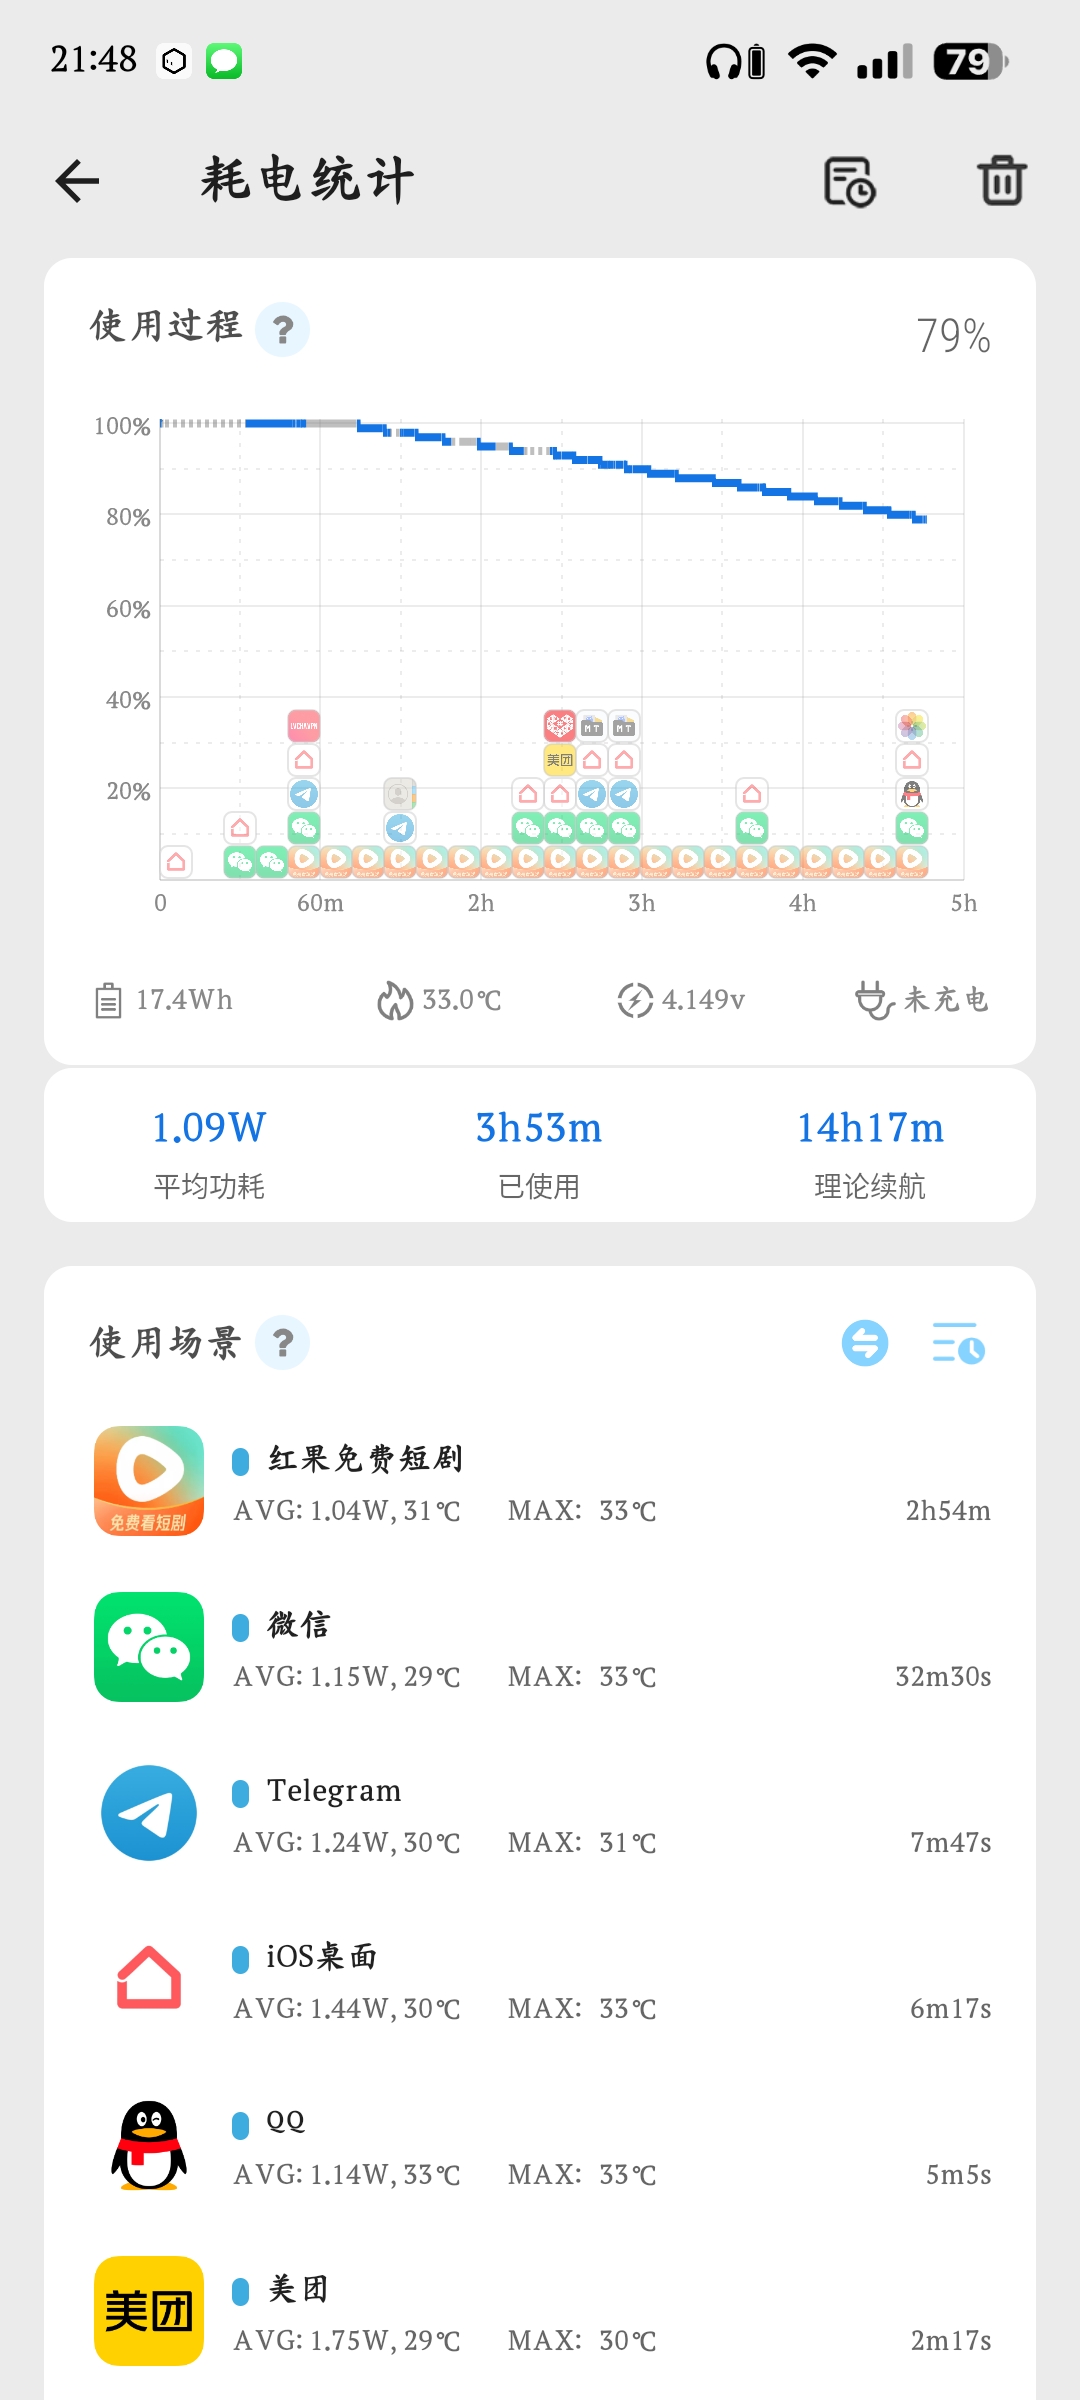 21:48
79
耗电统计
使用过程 ?
79%
100%
80%
60%
40%
20%
LVCHAVPN
MT MT
美团
0 60m 2h 3h 4h 5h
17.4Wh 33.0℃ 4.149v 未充电
1.09W 3h53m 14h17m
平均功耗 已使用 理论续航
使用场景 ?
红果免费短剧
免费看短剧
AVG: 1.04W, 31℃ MAX: 33℃ 2h54m
微信
AVG: 1.15W, 29℃ MAX: 33℃ 32m30s
Telegram
AVG: 1.24W, 30℃ MAX: 31℃ 7m47s
iOS桌面
AVG: 1.44W, 30℃ MAX: 33℃ 6m17s
QQ
AVG: 1.14W, 33℃ MAX: 33℃ 5m5s
美团
美团
AVG: 1.75W, 29℃ MAX: 30℃ 2m17s